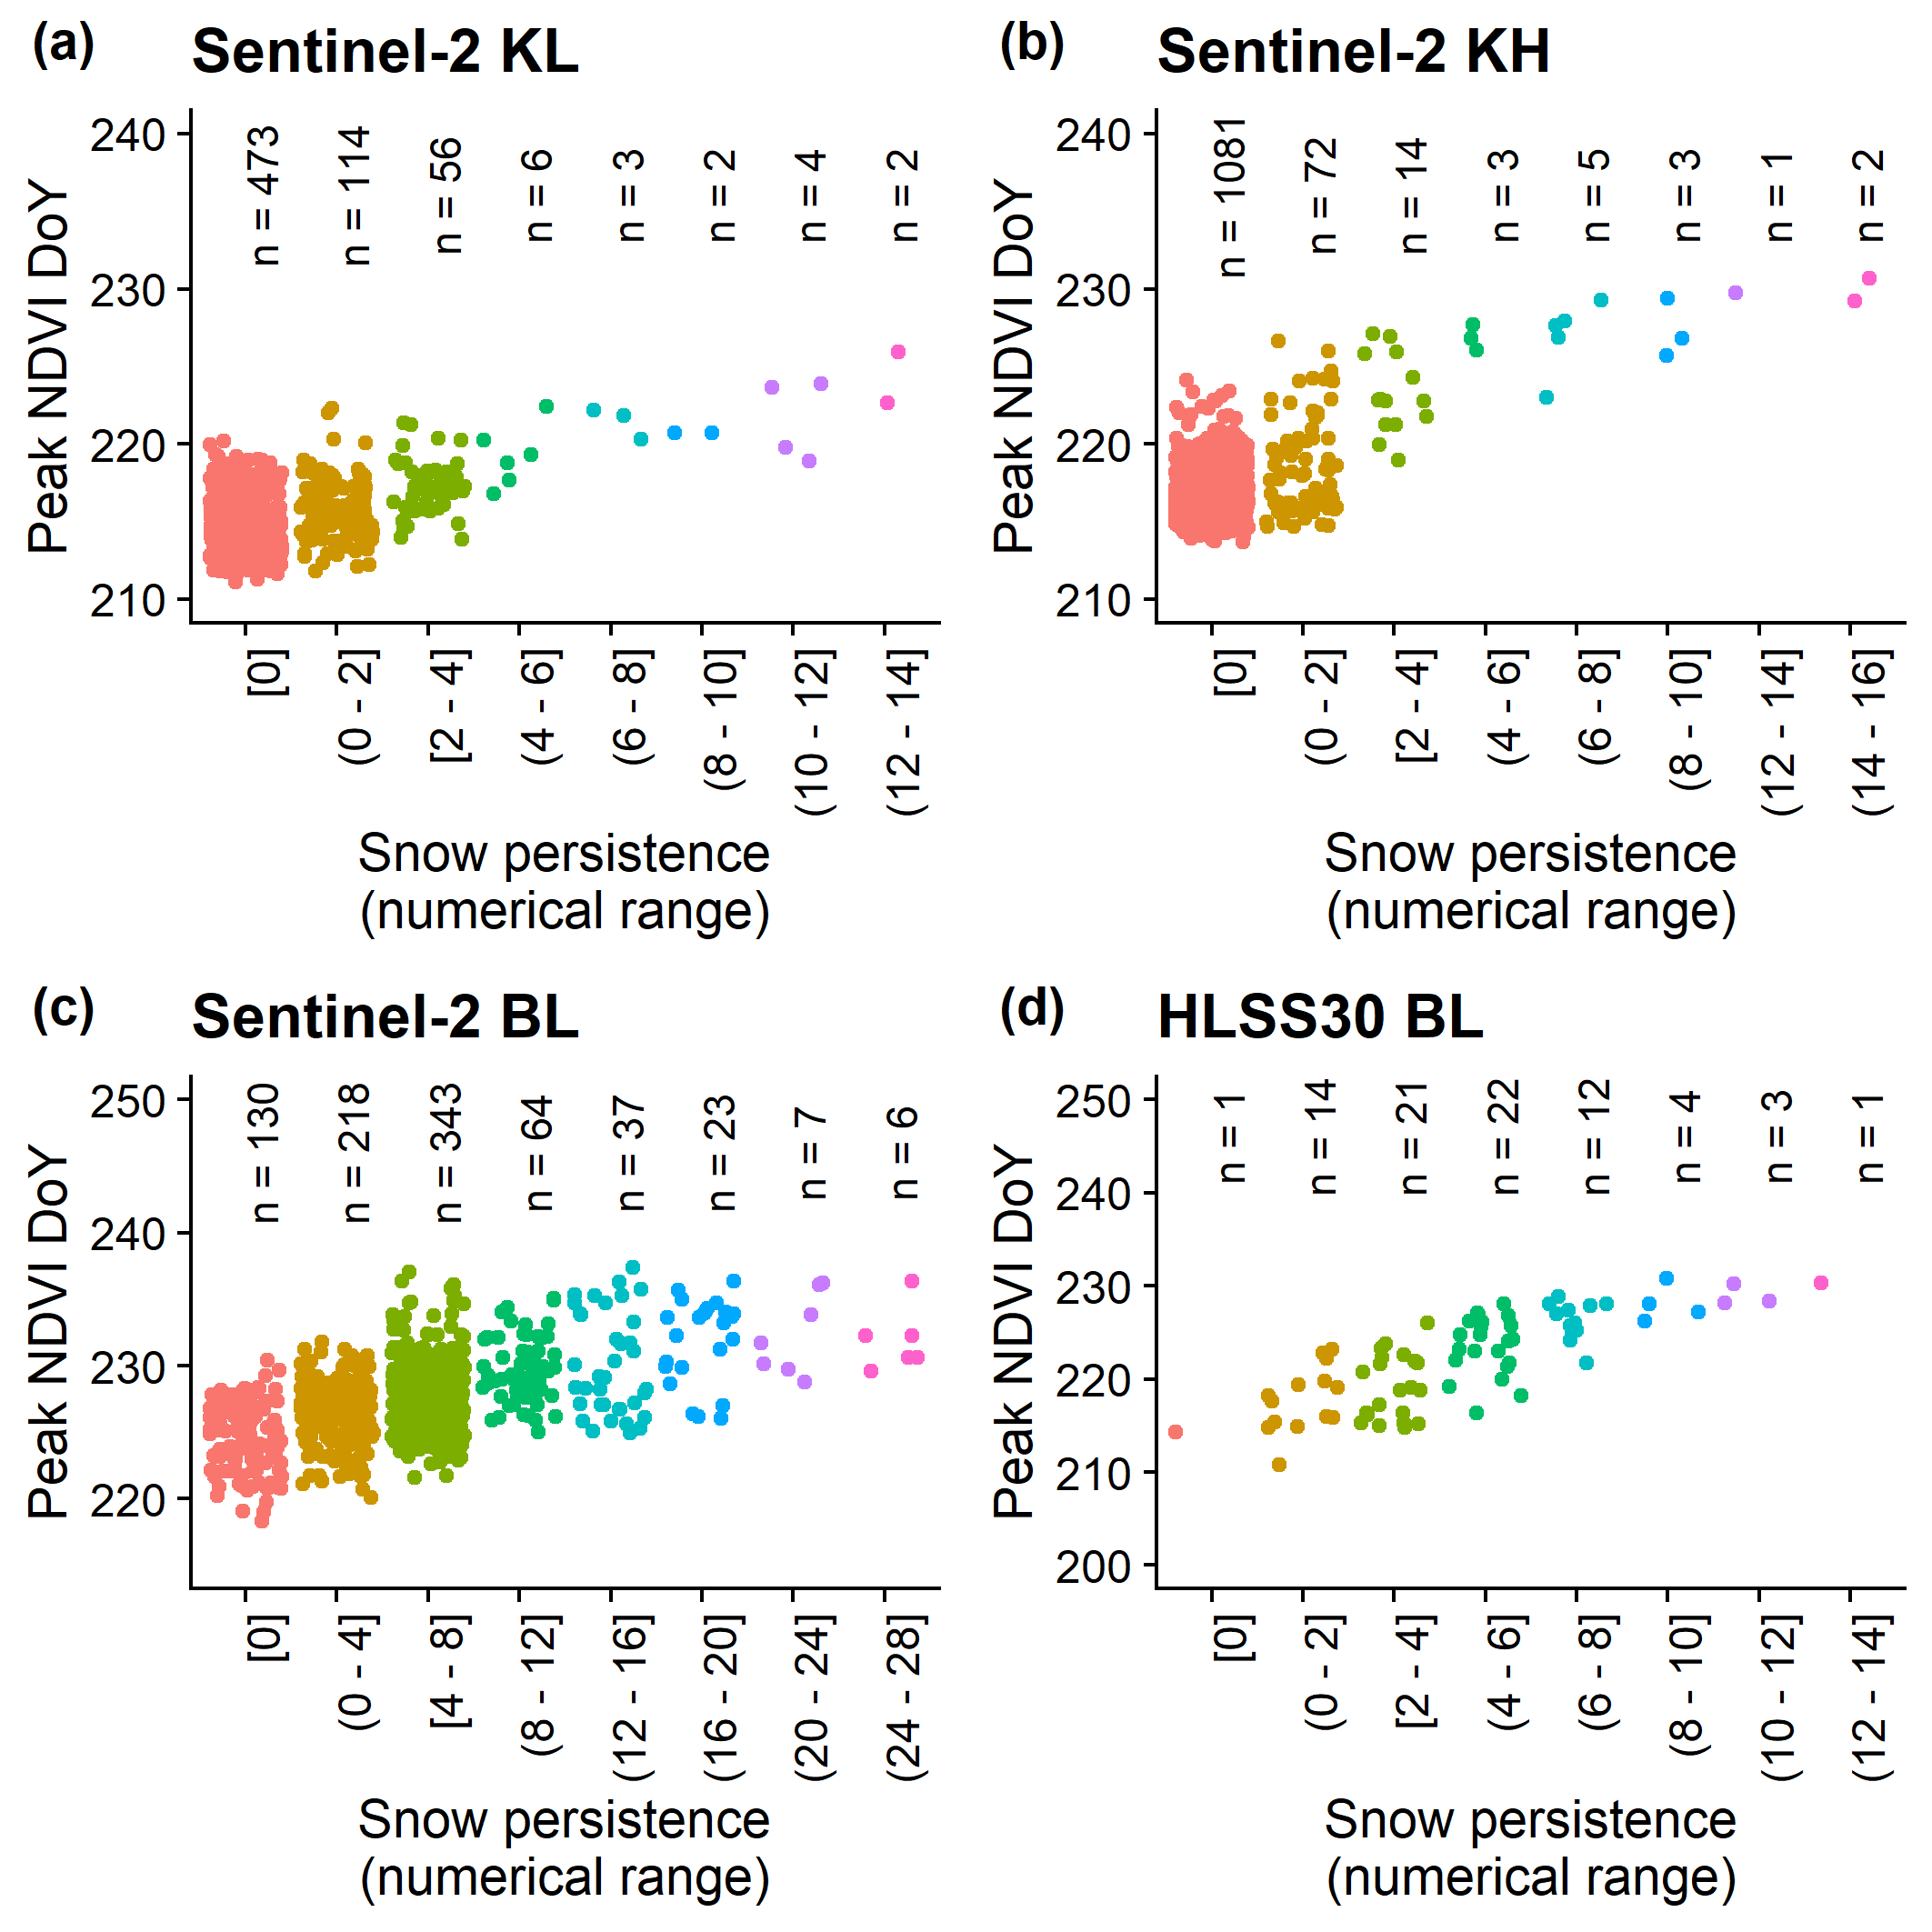 (a) Sentinel-2 KL
Peak NDVI DoY
240
230
220
210
n = 473
n = 114
n = 56
n = 6
n = 3
n = 2
n = 4
n = 2
[0]
(0 - 2]
[2 - 4]
(4 - 6]
(6 - 8]
(8 - 10]
(10 - 12]
(12 - 14]
Snow persistence
(numerical range)
(b) Sentinel-2 KH
Peak NDVI DoY
240
230
220
210
n = 1081
n = 72
n = 14
n = 3
n = 5
n = 3
n = 1
n = 2
[0]
(0 - 2]
[2 - 4]
(4 - 6]
(6 - 8]
(8 - 10]
(12 - 14]
(14 - 16]
Snow persistence
(numerical range)
(c) Sentinel-2 BL
Peak NDVI DoY
250
240
230
220
n = 130
n = 218
n = 343
n = 64
n = 37
n = 23
n = 7
n = 6
[0]
(0 - 4]
[4 - 8]
(8 - 12]
(12 - 16]
(16 - 20]
(20 - 24]
(24 - 28]
Snow persistence
(numerical range)
(d) HLSS30 BL
Peak NDVI DoY
250
240
230
220
210
200
n = 1
n = 14
n = 21
n = 22
n = 12
n = 4
n = 3
n = 1
[0]
(0 - 2]
[2 - 4]
(4 - 6]
(6 - 8]
(8 - 10]
(10 - 12]
(12 - 14]
Snow persistence
(numerical range)